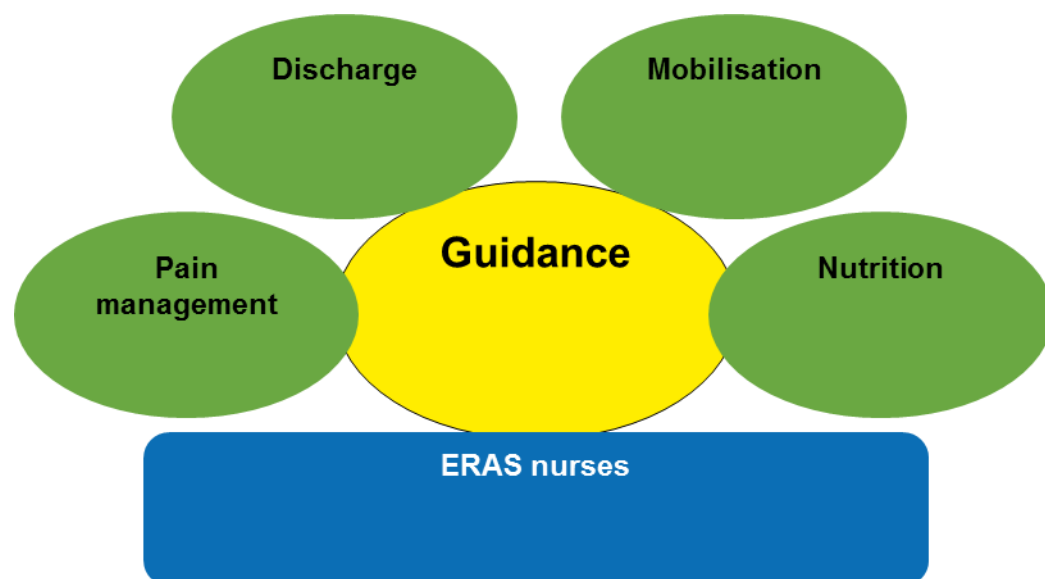 Discharge
Mobilisation
Guidance
Pain
management
Nutrition
ERAS nurses